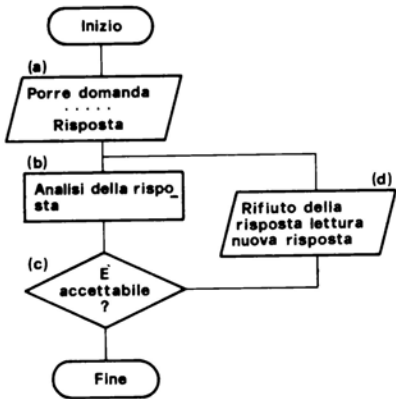 Inizio
(a)
Porre domanda
. . . . .
Risposta
(b)
Analisi della rispo_
sta
(d)
Rifiuto della
risposta lettura
nuova risposta
(c)
E'
accettabile
?
Fine